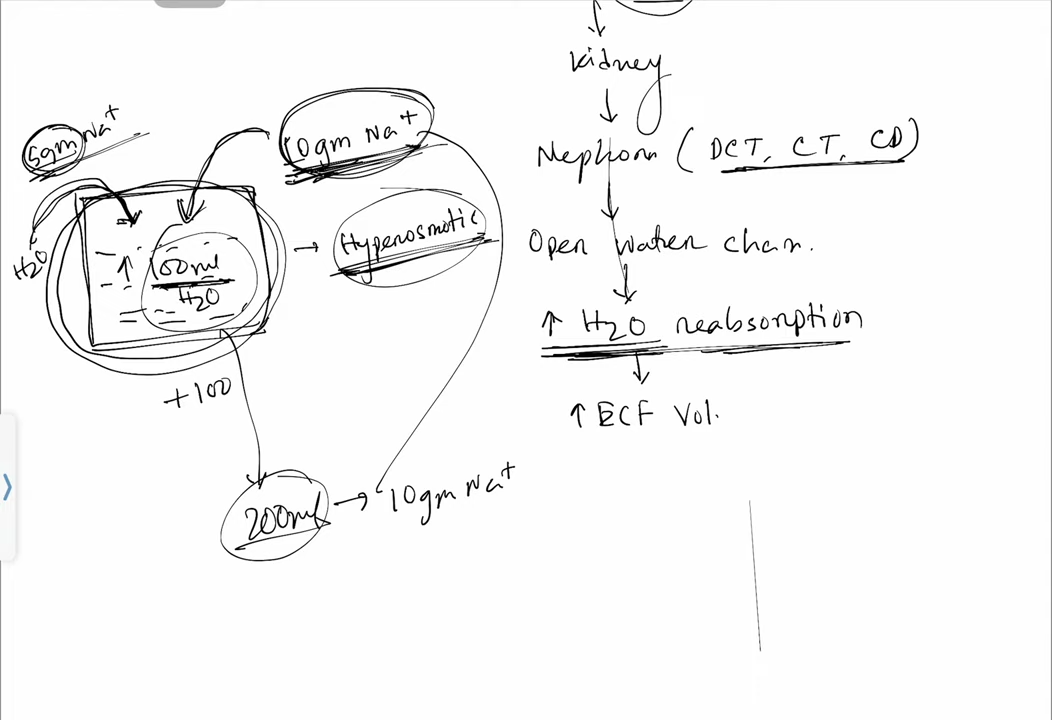 5gm Na+
10gm Na+
H2O
↑ 100ml
H2O
→ Hyperosmotic
+100
200ml → 10gm Na+
Kidney
↓
Nephron (DCT, CT, CD)
Open water chan.
↑ H2O reabsorption
↓
↑ ECF Vol.